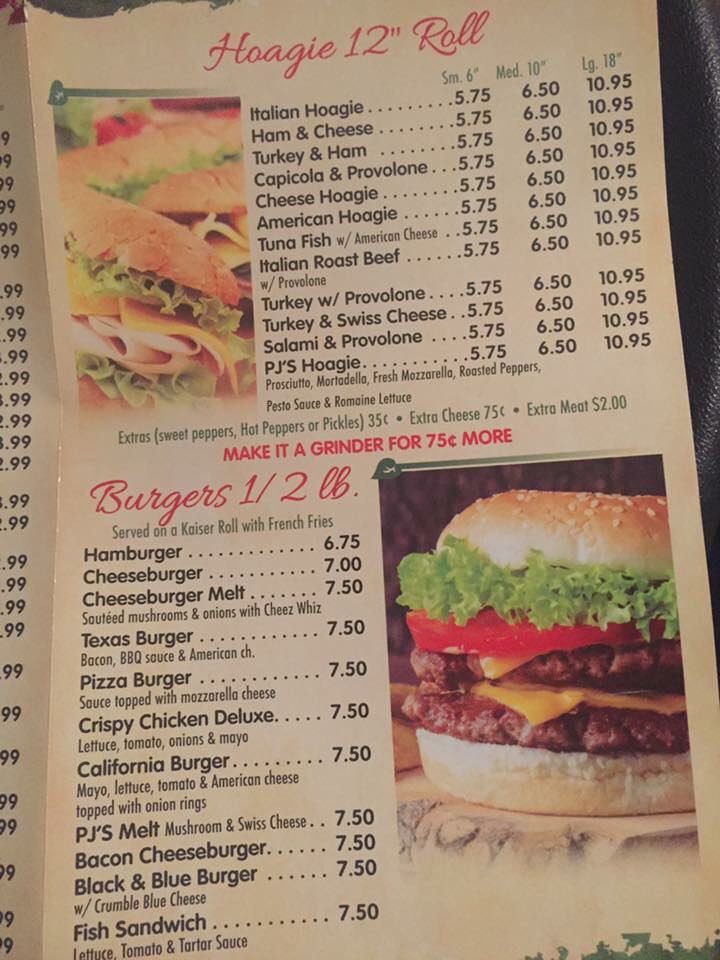 Hoagie 12" Roll
Sm. 6" Med. 10" Lg. 18"
Italian Hoagie . . . . . . . . . 5.75 6.50 10.95
Ham & Cheese . . . . . . . . 5.75 6.50 10.95
Turkey & Ham . . . . . . . . 5.75 6.50 10.95
Capicola & Provolone . . . 5.75 6.50 10.95
Cheese Hoagie . . . . . . . . 5.75 6.50 10.95
American Hoagie . . . . . . 5.75 6.50 10.95
Tuna Fish w/ American Cheese . . 5.75 6.50 10.95
Italian Roast Beef . . . . . . 5.75 6.50 10.95
w/ Provolone
Turkey w/ Provolone . . . . 5.75 6.50 10.95
Turkey & Swiss Cheese . . 5.75 6.50 10.95
Salami & Provolone . . . . 5.75 6.50 10.95
PJ'S Hoagie. . . . . . . . . . 5.75 6.50 10.95
Prosciutto, Mortadella, Fresh Mozzarella, Roasted Peppers,
Pesto Sauce & Romaine Lettuce
Extras (sweet peppers, Hot Peppers or Pickles) 35¢ • Extra Cheese 75¢ • Extra Meat $2.00
MAKE IT A GRINDER FOR 75¢ MORE
Burgers 1/2 lb.
Served on a Kaiser Roll with French Fries
Hamburger . . . . . . . . . . . 6.75
Cheeseburger . . . . . . . . . 7.00
Cheeseburger Melt . . . . . . 7.50
Sautéed mushrooms & onions with Cheez Whiz
Texas Burger . . . . . . . . . . 7.50
Bacon, BBQ sauce & American ch.
Pizza Burger . . . . . . . . . . 7.50
Sauce topped with mozzarella cheese
Crispy Chicken Deluxe. . . . . 7.50
Lettuce, tomato, onions & mayo
California Burger. . . . . . . . . 7.50
Mayo, lettuce, tomato & American cheese
topped with onion rings
PJ'S Melt Mushroom & Swiss Cheese . . 7.50
Bacon Cheeseburger. . . . . . 7.50
Black & Blue Burger . . . . . . 7.50
w/ Crumble Blue Cheese
Fish Sandwich . . . . . . . . . . 7.50
Lettuce, Tomato & Tartar Sauce